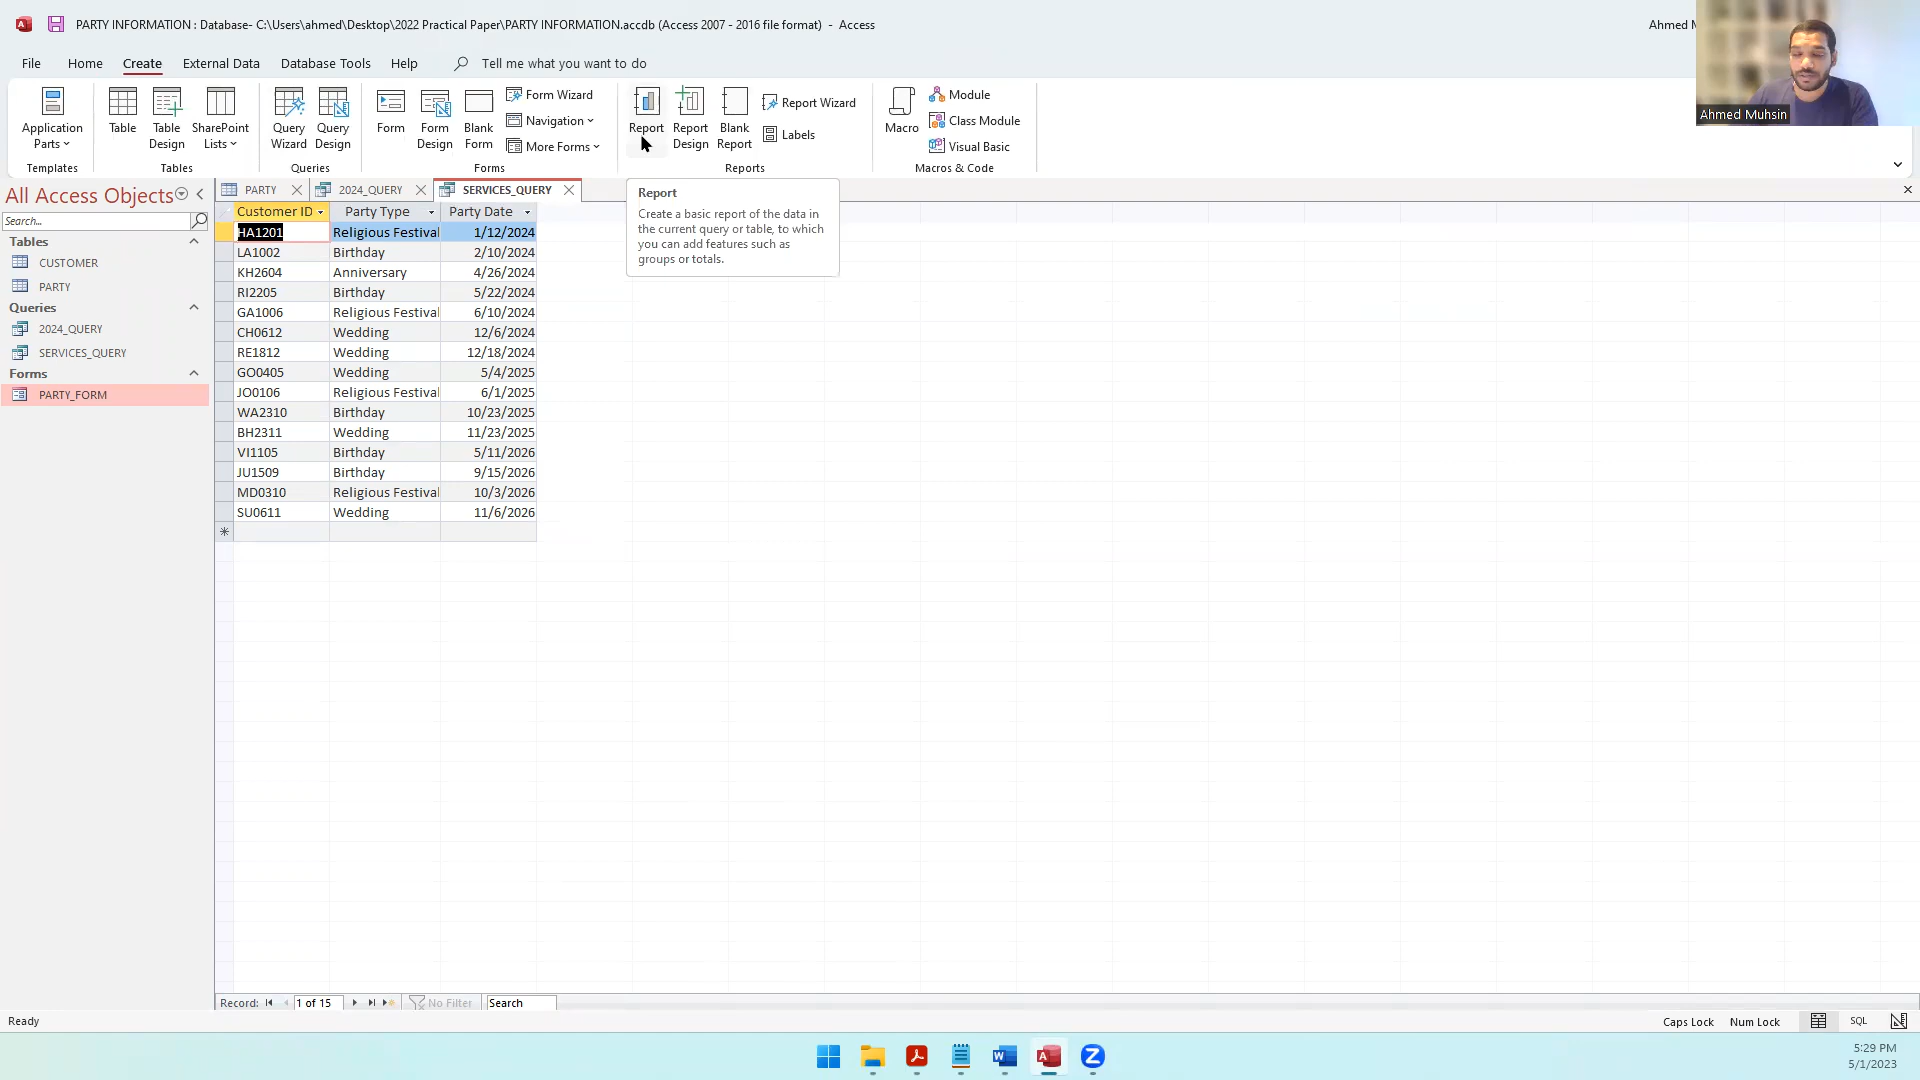 PARTY INFORMATION : Database- C:\Users\ahmed\Desktop\2022 Practical Paper\PARTY INFORMATION.accdb (Access 2007 - 2016 file format) - Access
Ahmed M
File Home Create External Data Database Tools Help Tell me what you want to do
Application Parts
Templates
Table
Table Design
SharePoint Lists
Tables
Query Wizard
Query Design
Queries
Form
Form Design
Blank Form
Form Wizard
Navigation
More Forms
Forms
Report
Report Design
Blank Report
Report Wizard
Labels
Reports
Macro
Module
Class Module
Visual Basic
Macros & Code
Ahmed Muhsin
All Access Objects
Search...
Tables
CUSTOMER
PARTY
Queries
2024_QUERY
SERVICES_QUERY
Forms
PARTY_FORM
PARTY 2024_QUERY SERVICES_QUERY
Customer ID Party Type Party Date
HA1201 Religious Festival 1/12/2024
LA1002 Birthday 2/10/2024
KH2604 Anniversary 4/26/2024
RI2205 Birthday 5/22/2024
GA1006 Religious Festival 6/10/2024
CH0612 Wedding 12/6/2024
RE1812 Wedding 12/18/2024
GO0405 Wedding 5/4/2025
JO0106 Religious Festival 6/1/2025
WA2310 Birthday 10/23/2025
BH2311 Wedding 11/23/2025
VI1105 Birthday 5/11/2026
JU1509 Birthday 9/15/2026
MD0310 Religious Festival 10/3/2026
SU0611 Wedding 11/6/2026
Report
Create a basic report of the data in
the current query or table, to which
you can add features such as
groups or totals.
Record: 1 of 15 No Filter Search
Ready
Caps Lock Num Lock SQL
5:29 PM
5/1/2023